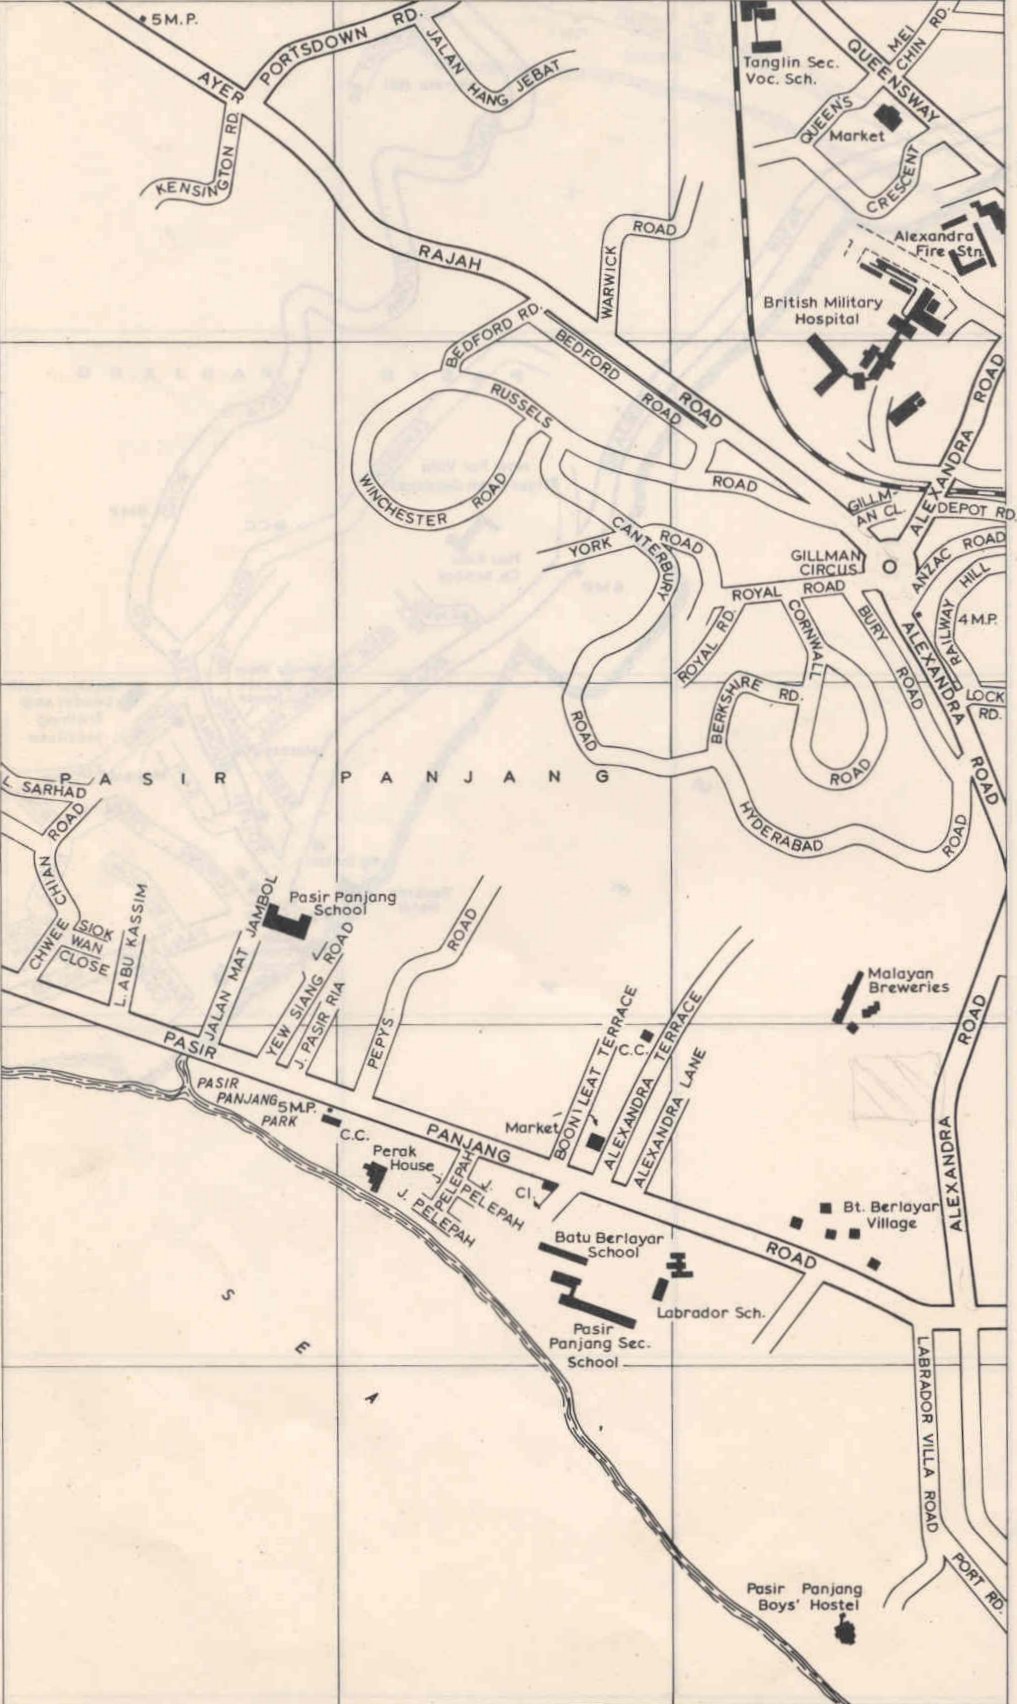 5 M.P.
PORTSDOWN RD.
AYER
JALAN HANG JEBAT
KENSINGTON RD.
Tanglin Sec.
Voc. Sch.
MEI CHIN RD.
QUEENSWAY
QUEENS
Market
CRESCENT
Alexandra
Fire Stn.
British Military
Hospital
RAJAH
WARWICK
ROAD
BEDFORD RD.
BEDFORD
ROAD
ROAD
RUSSELS
ROAD
WINCHESTER
ROAD
ALEXANDRA
ROAD
GILLM-
AN CL.
DEPOT RD.
YORK
CANTERBURY
ROAD
GILLMAN
CIRCUS
ANZAC ROAD
ROYAL ROAD
ROYAL RD.
CORNWALL
BURY
ROAD
RAILWAY
HILL
4 M.P.
ALEXANDRA
ROAD
LOCK
RD.
BERKSHIRE RD.
ROAD
ROAD
HYDERABAD
ROAD
PASIR PANJANG
L. SARHAD
CHWEE CHIAN
ROAD
SIOK
WAN
CLOSE
L. ABU KASSIM
JALAN MAT JAMBOL
Pasir Panjang
School
YEW SIANG ROAD
J. PASIR RIA
PEPYS
ROAD
Malayan
Breweries
BOON LEAT TERRACE
C.C.
ALEXANDRA TERRACE
ALEXANDRA LANE
ALEXANDRA
ROAD
PASIR
PASIR
PANJANG
PARK
5 M.P.
C.C.
Market
PANJANG
Perak
House
J. PELEPAH
J. PELEPAH
J. PELEPAH
Cl.
Batu Berlayar
School
Bt. Berlayar
Village
ROAD
Labrador Sch.
Pasir
Panjang Sec.
School
SEA
LABRADOR VILLA ROAD
PORT RD.
Pasir Panjang
Boys' Hostel